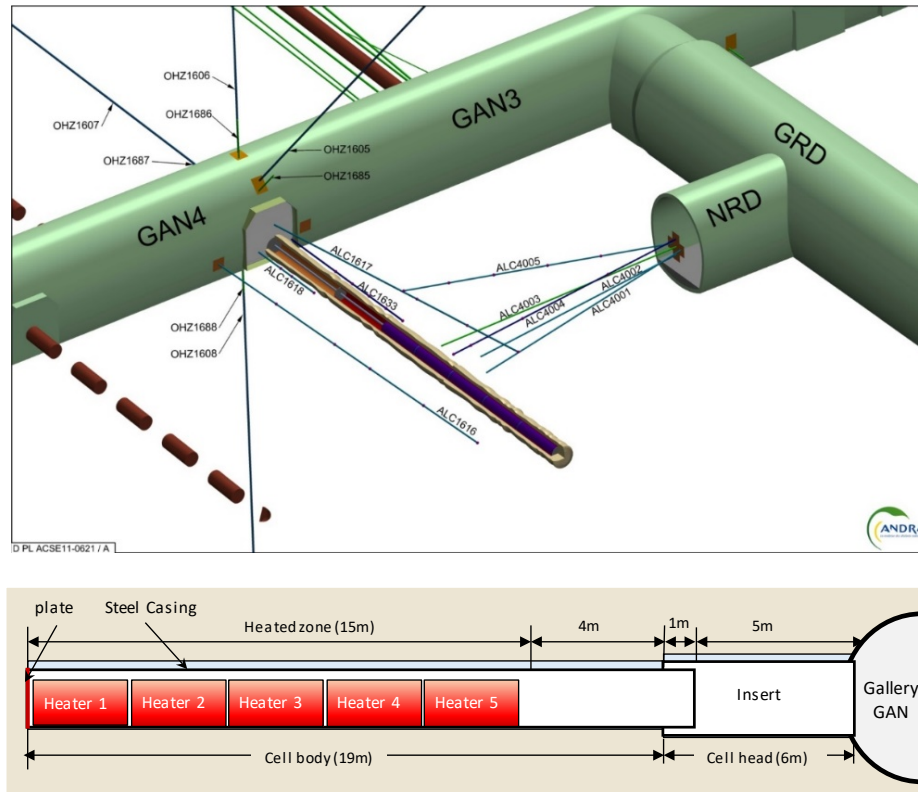 OHZ1606
GAN3
OHZ1607
OHZ1686
GRD
OHZ1605
OHZ1687
OHZ1685
NRD
GAN4
ALC1617
ALC4005
ALC4002
ALC1618
ALC1633
ALC4003
ALC4004
ALC4001
OHZ1688
OHZ1608
ALC1616
ANDRA
D PL ACSE11-0621 / A
plate
Steel Casing
Heated zone (15m)
4m
1m
5m
Heater 1
Heater 2
Heater 3
Heater 4
Heater 5
Insert
Gallery
GAN
Cell body (19m)
Cell head (6m)